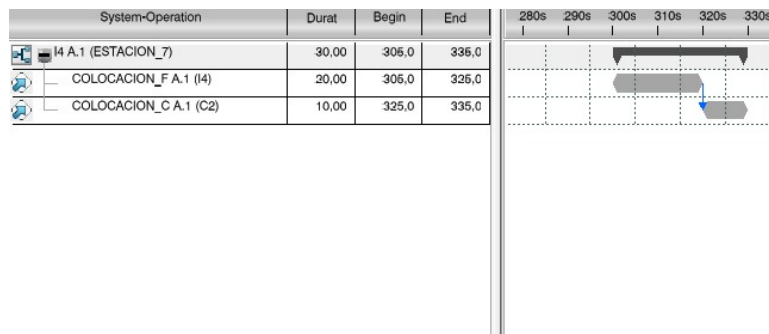 System-Operation Durat Begin End 280s 290s 300s 310s 320s 330s
I4 A.1 (ESTACION_7) 30,00 305,0 335,0
COLOCACION_F A.1 (I4) 20,00 305,0 325,0
COLOCACION_C A.1 (C2) 10,00 325,0 335,0